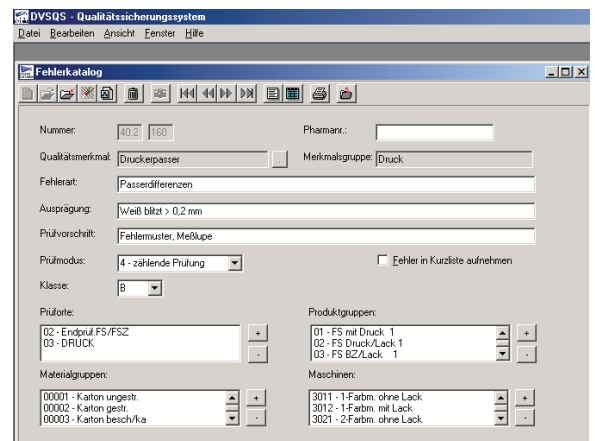 DVSQS - Qualitätssicherungssystem
Datei Bearbeiten Ansicht Fenster Hilfe
Fehlerkatalog
Nummer: 40.2 160 Pharmanr.:
Qualitätsmerkmal: Druckerpasser ... Merkmalsgruppe: Druck
Fehlerart: Passerdifferenzen
Ausprägung: Weiß blitzt > 0,2 mm
Prüfvorschrift: Fehlermuster, Meßlupe
Prüfmodus: 4 - zählende Prüfung Fehler in Kurzliste aufnehmen
Klasse: B
Prüforte: Produktgruppen:
02 - Endprüf.FS/FSZ + 01 - FS mit Druck 1 +
03 - DRUCK 02 - FS Druck/Lack 1
- 03 - FS BZ/Lack 1 -
Materialgruppen: Maschinen:
00001 - Karton ungestr. + 3011 - 1-Farbm. ohne Lack +
00002 - Karton gestr. 3012 - 1-Farbm. mit Lack
00003 - Karton besch/ka - 3021 - 2-Farbm. ohne Lack -